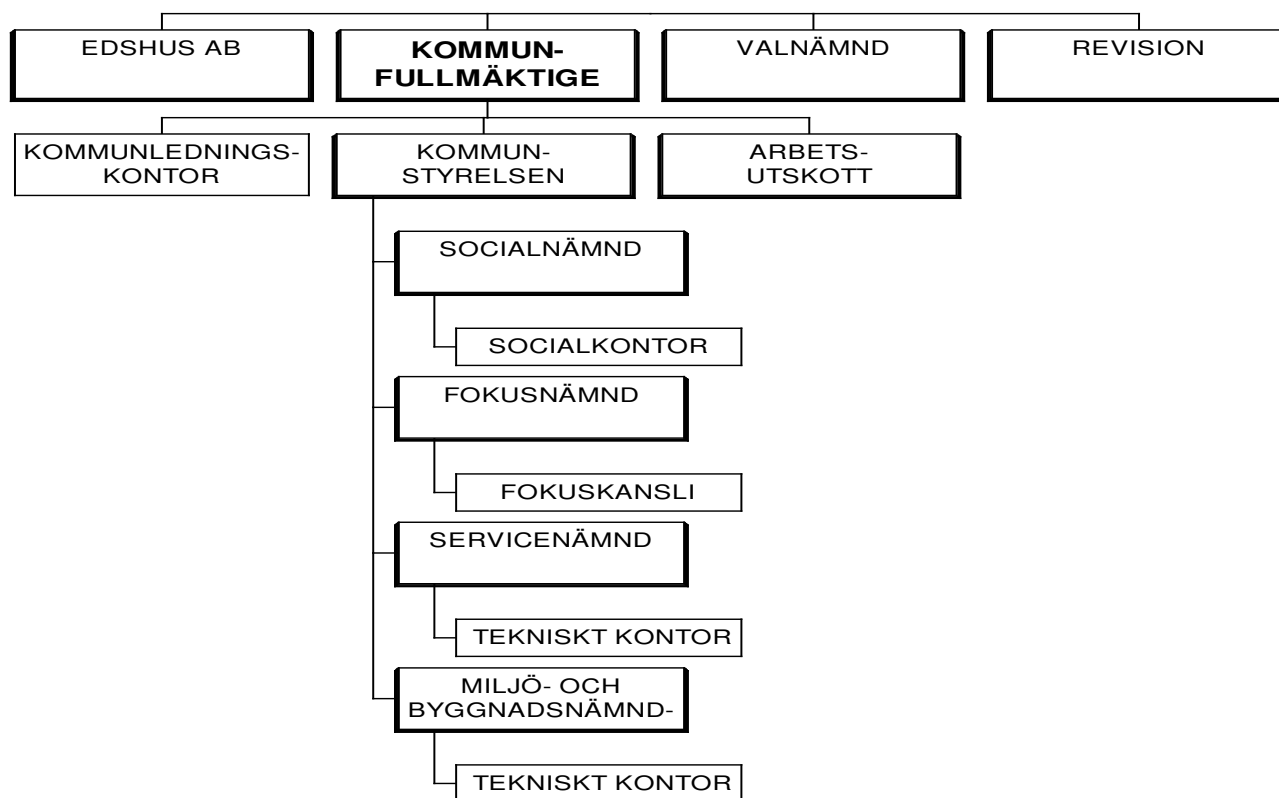 EDSHUS AB
KOMMUN-
FULLMÄKTIGE
VALNÄMND
REVISION
KOMMUNLEDNINGS-
KONTOR
KOMMUN-
STYRELSEN
ARBETS-
UTSKOTT
SOCIALNÄMND
SOCIALKONTOR
FOKUSNÄMND
FOKUSKANSLI
SERVICENÄMND
TEKNISKT KONTOR
MILJÖ- OCH
BYGGNADSNÄMND-
TEKNISKT KONTOR